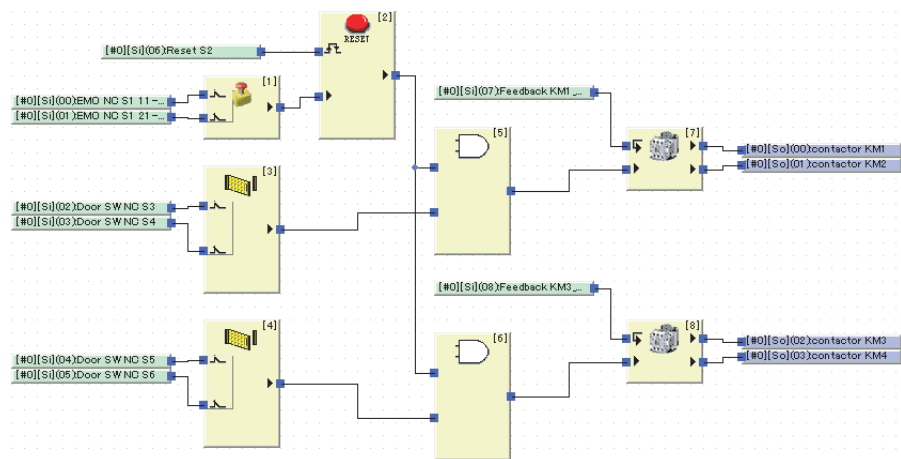 [2]
RESET
[#0][Si](06):Reset S2
[1]
[#0][Si](00):EMO NC S1 11-...
[#0][Si](01):EMO NC S1 21-...
[#0][Si](07):Feedback KM1_...
[5]
[7]
[#0][So](00):contactor KM1
[#0][So](01):contactor KM2
[3]
[#0][Si](02):Door SW NC S3
[#0][Si](03):Door SW NC S4
[#0][Si](08):Feedback KM3_...
[4]
[6]
[8]
[#0][So](02):contactor KM3
[#0][So](03):contactor KM4
[#0][Si](04):Door SW NC S5
[#0][Si](05):Door SW NC S6